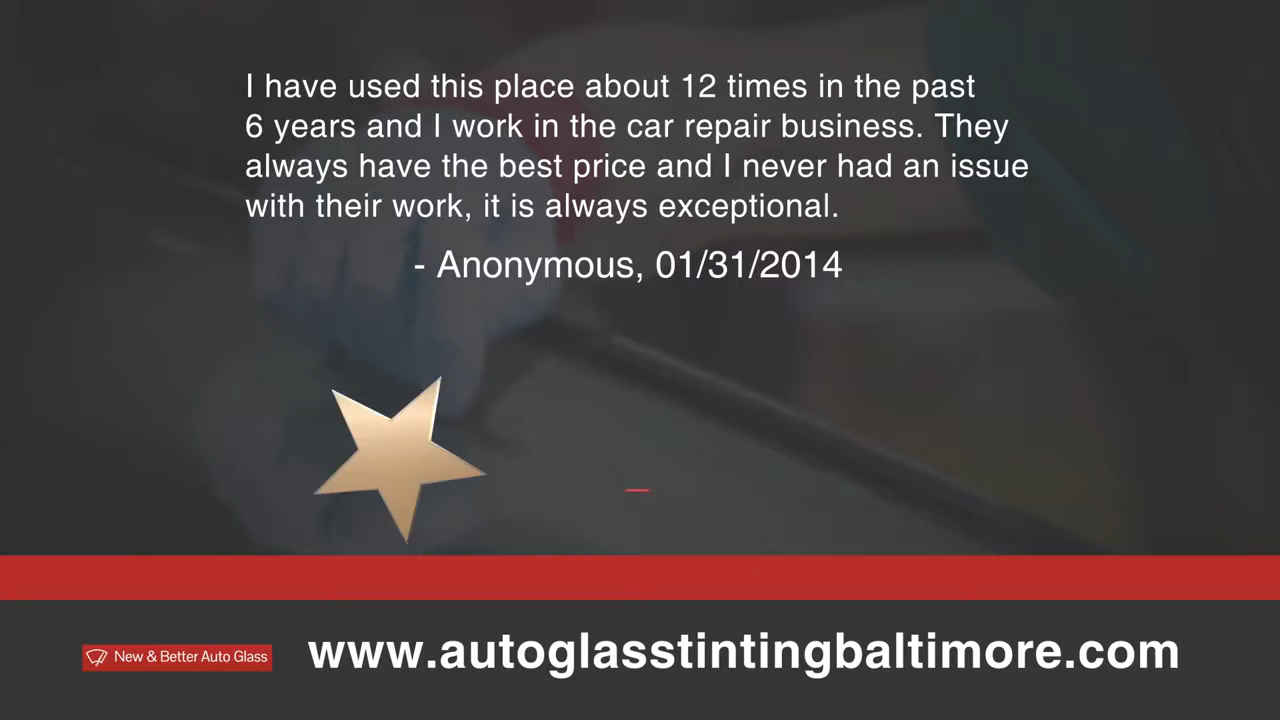 I have used this place about 12 times in the past
6 years and I work in the car repair business. They
always have the best price and I never had an issue
with their work, it is always exceptional.
- Anonymous, 01/31/2014
New & Better Auto Glass
www.autoglasstintingbaltimore.com